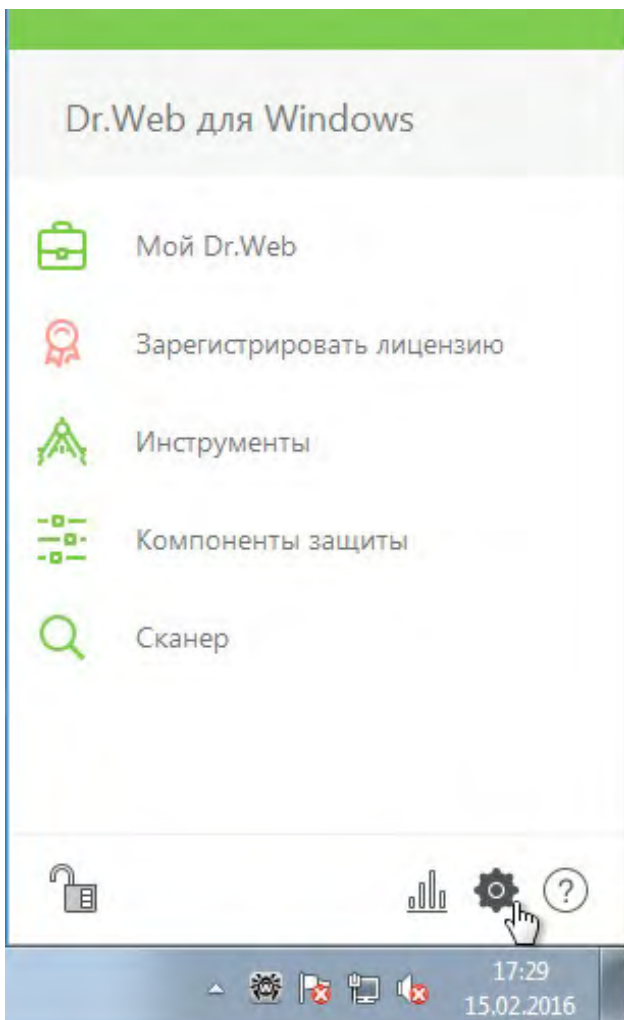 Dr.Web для Windows
Мой Dr.Web
Зарегистрировать лицензию
Инструменты
Компоненты защиты
Сканер
?
17:29
15.02.2016